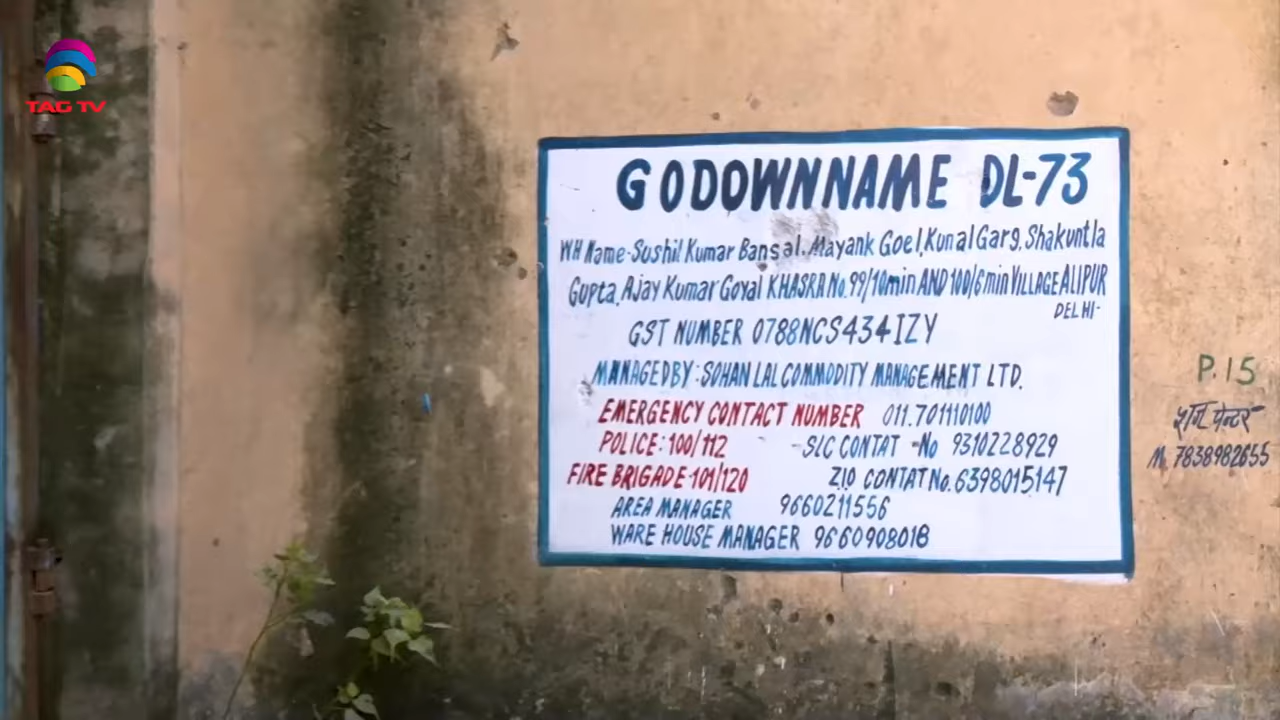 TAG TV
GODOWNNAME DL-73
WH Name-Sushil Kumar Bansal. Mayank Goel, Kunal Garg. Shakuntla
Gupta, Ajay Kumar Goyal KHASRA No. 99/10min AND 100/6min VILLAGE ALIPUR
DELHI-
GST NUMBER 0788NCS434IZY
MANAGED BY: SOHAN LAL COMMODITY MANAGEMENT LTD.
EMERGENCY CONTACT NUMBER 011.701110100
POLICE: 100/112 -SLC CONTAT -No 9310228929
FIRE BRIGADE-101/120 ZIO CONTAT No. 6398015147
AREA MANAGER 9660211556
WARE HOUSE MANAGER 9660908018
P.15
पेन्टर
M. 7838982655